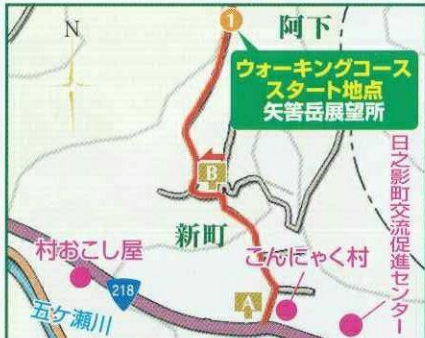 N
1
阿下
ウォーキングコース
スタート地点
矢筈岳展望所
B
新町
日之影町交流促進センター
村おこし屋
こんにゃく村
218
A
五ケ瀬川